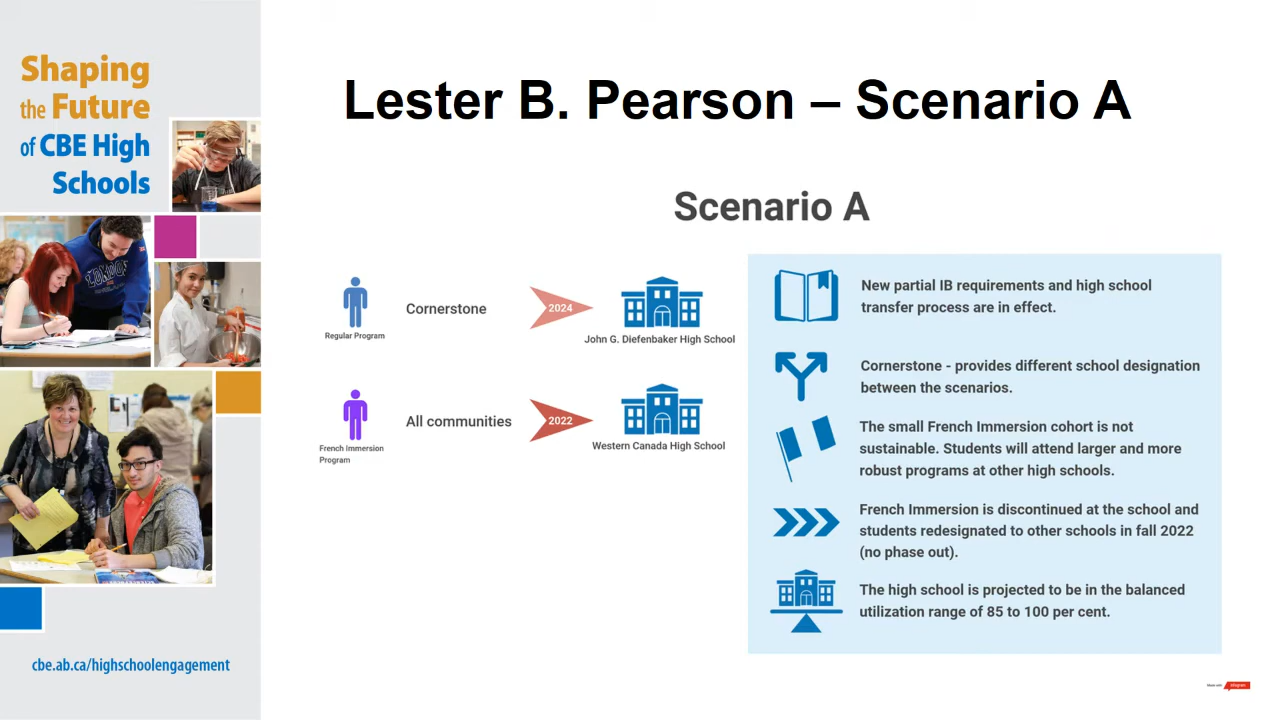 Shaping
the Future
of CBE High
Schools
cbe.ab.ca/highschoolengagement
Lester B. Pearson – Scenario A
Scenario A
Regular Program
Cornerstone
2024
John G. Diefenbaker High School
French Immersion
Program
All communities
2022
Western Canada High School
New partial IB requirements and high school
transfer process are in effect.
Cornerstone - provides different school designation
between the scenarios.
The small French Immersion cohort is not
sustainable. Students will attend larger and more
robust programs at other high schools.
French Immersion is discontinued at the school and
students redesignated to other schools in fall 2022
(no phase out).
The high school is projected to be in the balanced
utilization range of 85 to 100 per cent.
Made with infogram